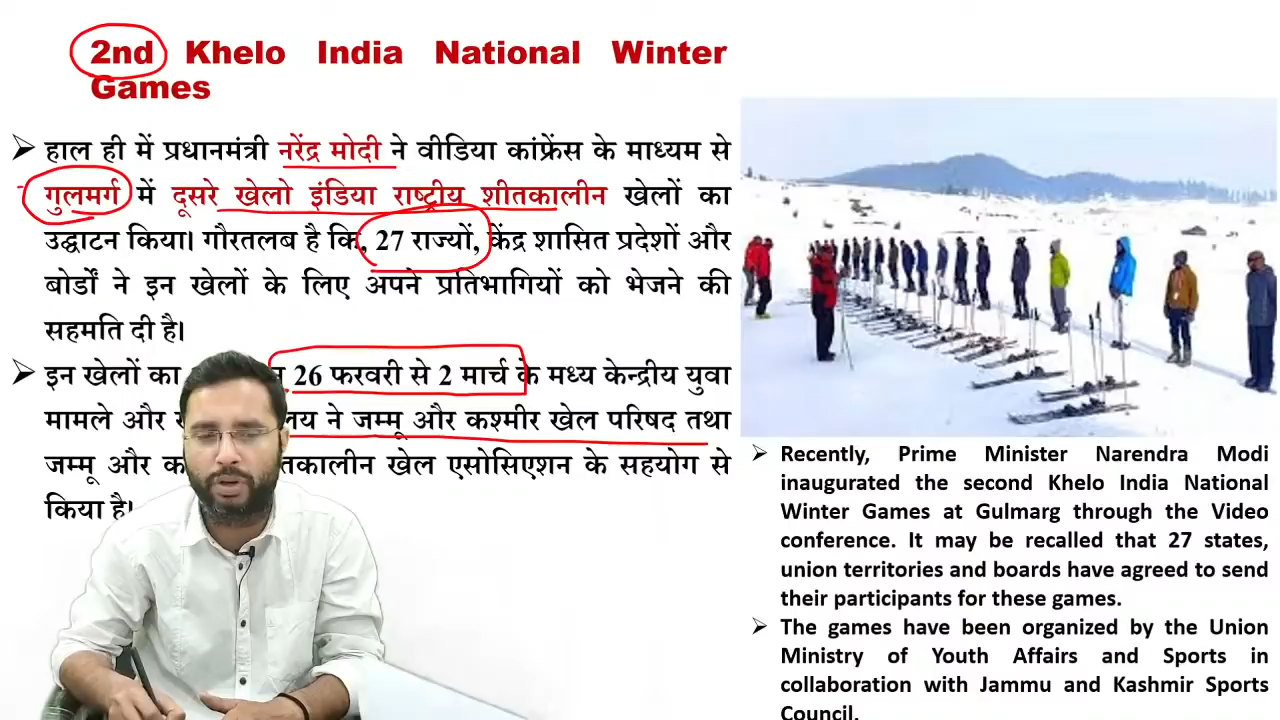 2nd Khelo India National Winter
Games
हाल ही में प्रधानमंत्री नरेंद्र मोदी ने वीडिया कांफ्रेंस के माध्यम से
गुलमर्ग में दूसरे खेलो इंडिया राष्ट्रीय शीतकालीन खेलों का
उद्घाटन किया। गौरतलब है कि, 27 राज्यों, केंद्र शासित प्रदेशों और
बोर्डों ने इन खेलों के लिए अपने प्रतिभागियों को भेजने की
सहमति दी है।
इन खेलों का 26 फरवरी से 2 मार्च के मध्य केन्द्रीय युवा
मामले और ने जम्मू और कश्मीर खेल परिषद तथा
जम्मू और खेल एसोसिएशन के सहयोग से
किया है।
Recently, Prime Minister Narendra Modi
inaugurated the second Khelo India National
Winter Games at Gulmarg through the Video
conference. It may be recalled that 27 states,
union territories and boards have agreed to send
their participants for these games.
The games have been organized by the Union
Ministry of Youth Affairs and Sports in
collaboration with Jammu and Kashmir Sports
Council.